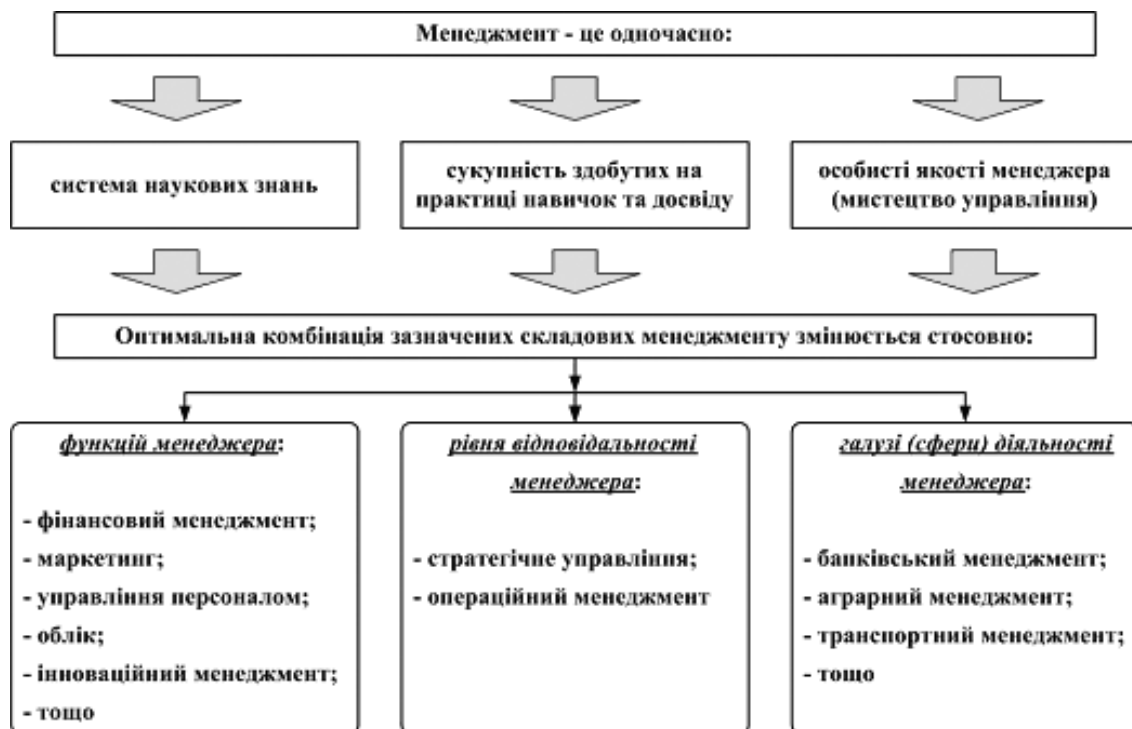 Менеджмент - це одночасно:
система наукових знань
сукупність здобутих на
практиці навичок та досвіду
особисті якості менеджера
(мистецтво управління)
Оптимальна комбінація зазначених складових менеджменту змінюється стосовно:
функцій менеджера:
- фінансовий менеджмент;
- маркетинг;
- управління персоналом;
- облік;
- інноваційний менеджмент;
- тощо
рівня відповідальності
менеджера:
- стратегічне управління;
- операційний менеджмент
галузі (сфери) діяльності
менеджера:
- банківський менеджмент;
- аграрний менеджмент;
- транспортний менеджмент;
- тощо